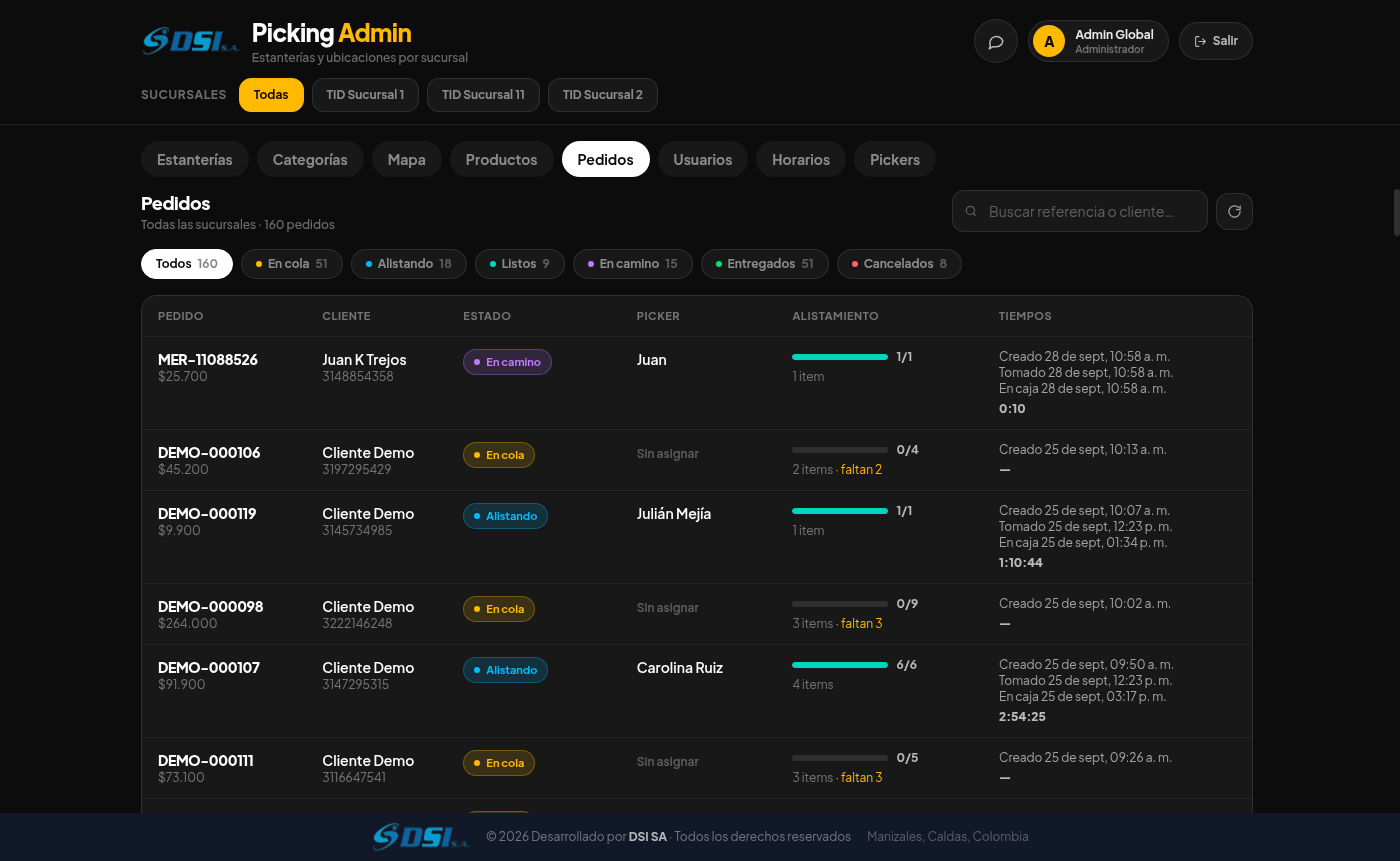 DSI S.A.
Picking Admin
Estanterías y ubicaciones por sucursal
A
Admin Global
Administrador
Salir
SUCURSALES Todas TID Sucursal 1 TID Sucursal 11 TID Sucursal 2
Estanterías Categorías Mapa Productos Pedidos Usuarios Horarios Pickers
Pedidos
Todas las sucursales · 160 pedidos
Buscar referencia o cliente...
Todos 160 En cola 51 Alistando 18 Listos 9 En camino 15 Entregados 51 Cancelados 8
PEDIDO CLIENTE ESTADO PICKER ALISTAMIENTO TIEMPOS
MER-11088526 Juan K Trejos En camino Juan 1/1 Creado 28 de sept, 10:58 a. m.
$25.700 3148854358 1 item Tomado 28 de sept, 10:58 a. m.
En caja 28 de sept, 10:58 a. m.
0:10
DEMO-000106 Cliente Demo En cola Sin asignar 0/4 Creado 25 de sept, 10:13 a. m.
$45.200 3197295429 2 items · faltan 2 —
DEMO-000119 Cliente Demo Alistando Julián Mejía 1/1 Creado 25 de sept, 10:07 a. m.
$9.900 3145734985 1 item Tomado 25 de sept, 12:23 p. m.
En caja 25 de sept, 01:34 p. m.
1:10:44
DEMO-000098 Cliente Demo En cola Sin asignar 0/9 Creado 25 de sept, 10:02 a. m.
$264.000 3222146248 3 items · faltan 3 —
DEMO-000107 Cliente Demo Alistando Carolina Ruiz 6/6 Creado 25 de sept, 09:50 a. m.
$91.900 3147295315 4 items Tomado 25 de sept, 12:23 p. m.
En caja 25 de sept, 03:17 p. m.
2:54:25
DEMO-000111 Cliente Demo En cola Sin asignar 0/5 Creado 25 de sept, 09:26 a. m.
$73.100 3116647541 3 items · faltan 3 —
DSI S.A. © 2026 Desarrollado por DSI SA · Todos los derechos reservados Manizales, Caldas, Colombia